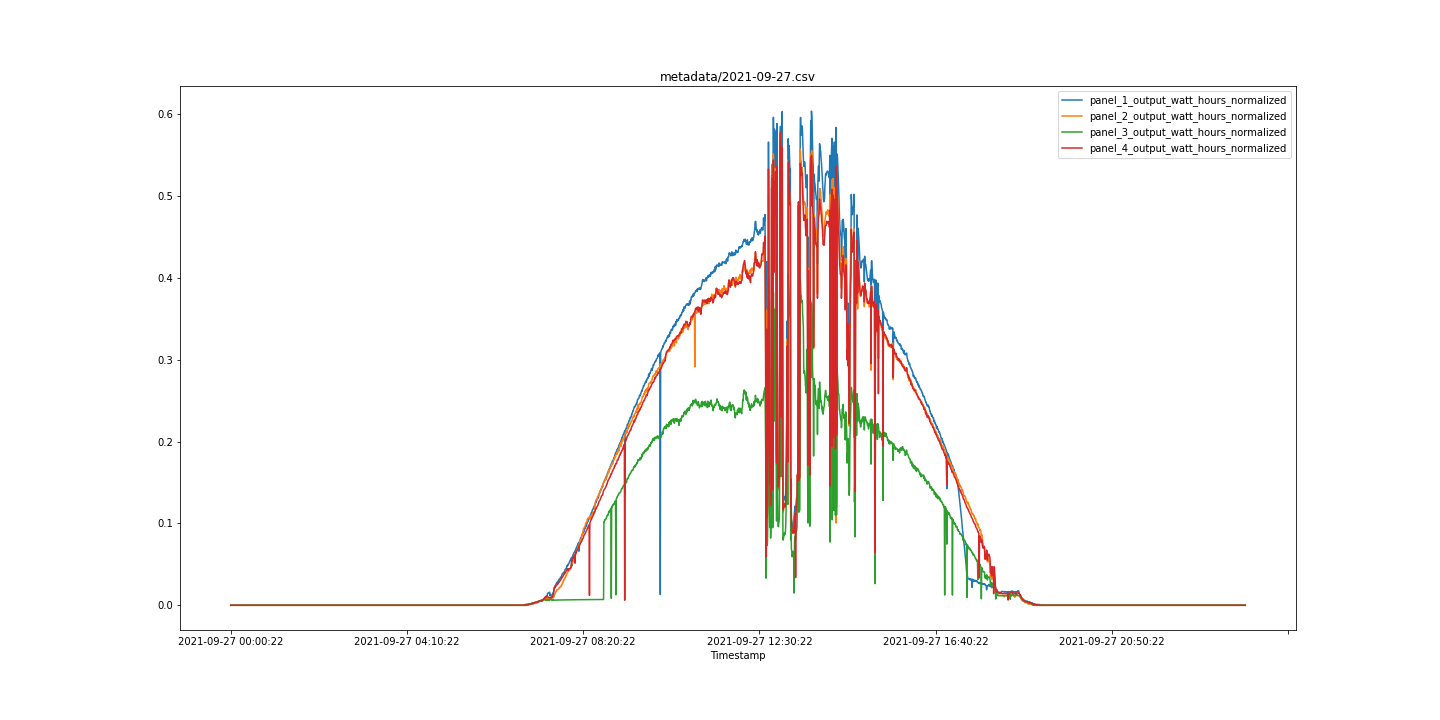 metadata/2021-09-27.csv
panel_1_output_watt_hours_normalized
panel_2_output_watt_hours_normalized
panel_3_output_watt_hours_normalized
panel_4_output_watt_hours_normalized
0.6
0.5
0.4
0.3
0.2
0.1
0.0
2021-09-27 00:00:22 2021-09-27 04:10:22 2021-09-27 08:20:22 2021-09-27 12:30:22 2021-09-27 16:40:22 2021-09-27 20:50:22
Timestamp